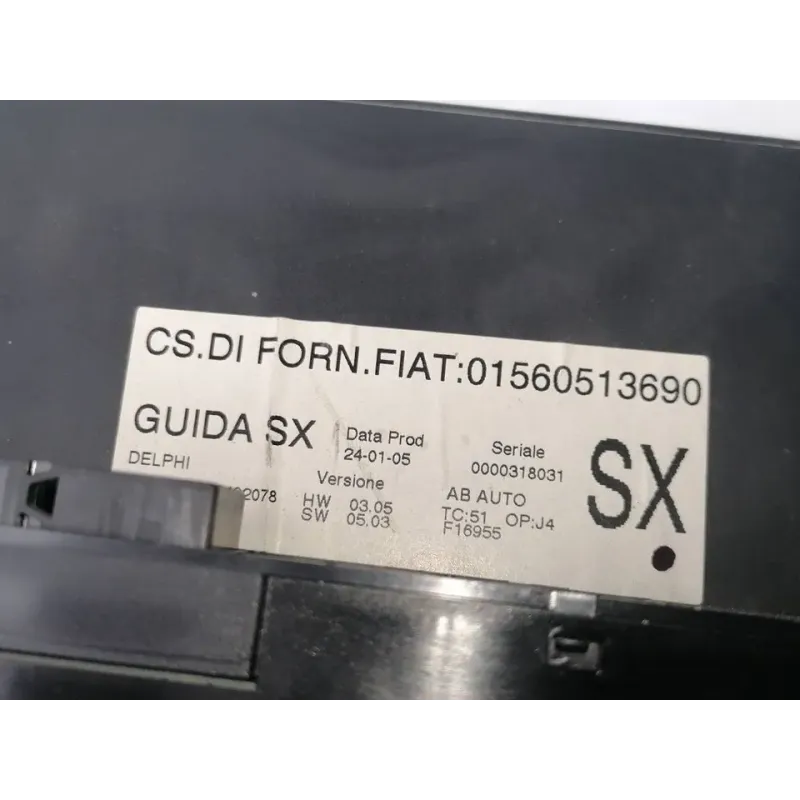 CS.DI FORN.FIAT:01560513690
GUIDA SX
Data Prod
24-01-05
Seriale
0000318031
SX
DELPHI
2078
Versione
HW 03.05
SW 05.03
AB AUTO
TC:51 OP:J4
F16955